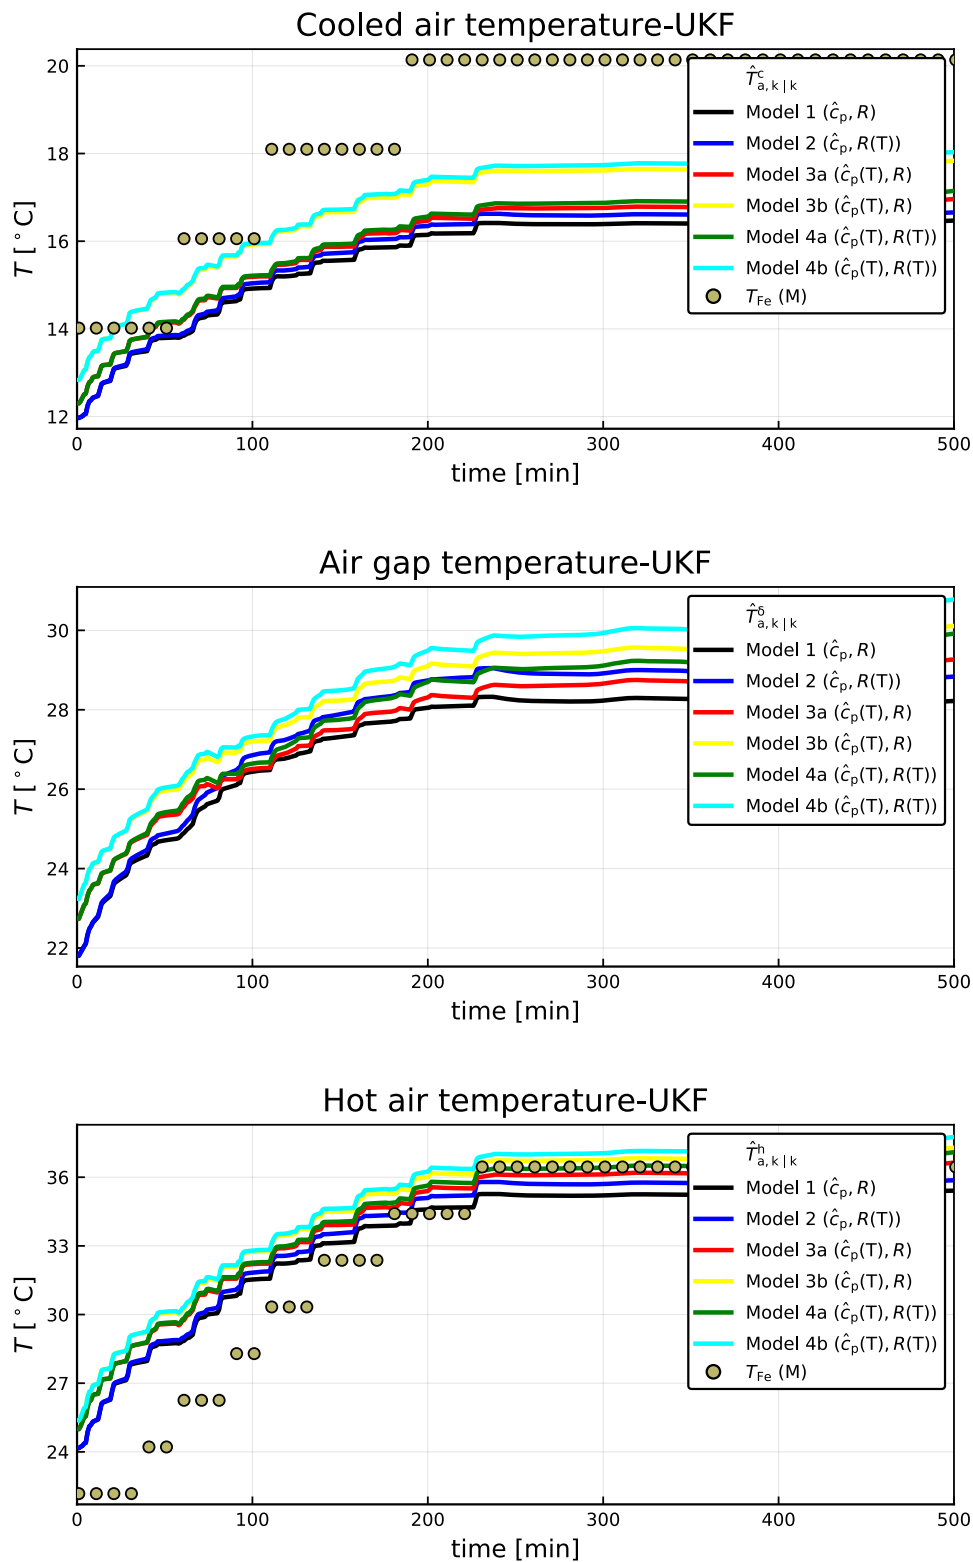 Cooled air temperature-UKF
T [°C]
20
18
16
14
12
0 100 200 300 400 500
time [min]
T̂ᶜa,k|k
Model 1 (ĉp, R)
Model 2 (ĉp, R(T))
Model 3a (ĉp(T), R)
Model 3b (ĉp(T), R)
Model 4a (ĉp(T), R(T))
Model 4b (ĉp(T), R(T))
TFe (M)
Air gap temperature-UKF
T [°C]
30
28
26
24
22
0 100 200 300 400 500
time [min]
T̂δa,k|k
Model 1 (ĉp, R)
Model 2 (ĉp, R(T))
Model 3a (ĉp(T), R)
Model 3b (ĉp(T), R)
Model 4a (ĉp(T), R(T))
Model 4b (ĉp(T), R(T))
Hot air temperature-UKF
T [°C]
36
33
30
27
24
0 100 200 300 400 500
time [min]
T̂ʰa,k|k
Model 1 (ĉp, R)
Model 2 (ĉp, R(T))
Model 3a (ĉp(T), R)
Model 3b (ĉp(T), R)
Model 4a (ĉp(T), R(T))
Model 4b (ĉp(T), R(T))
TFe (M)